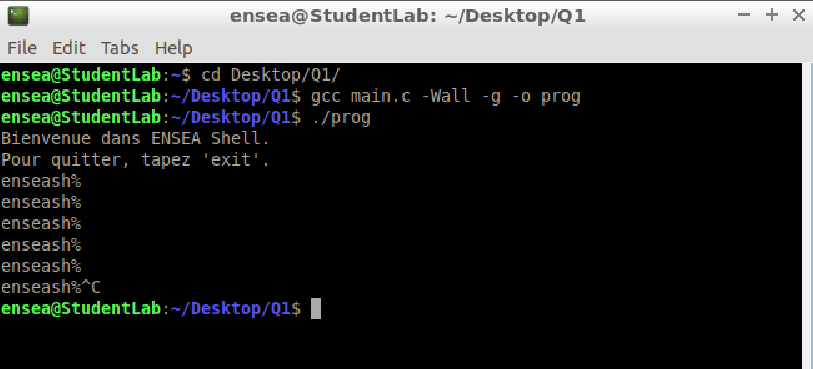 ensea@StudentLab: ~/Desktop/Q1
File Edit Tabs Help
ensea@StudentLab:~$ cd Desktop/Q1/
ensea@StudentLab:~/Desktop/Q1$ gcc main.c -Wall -g -o prog
ensea@StudentLab:~/Desktop/Q1$ ./prog
Bienvenue dans ENSEA Shell.
Pour quitter, tapez 'exit'.
enseash%
enseash%
enseash%
enseash%
enseash%
enseash%^C
ensea@StudentLab:~/Desktop/Q1$